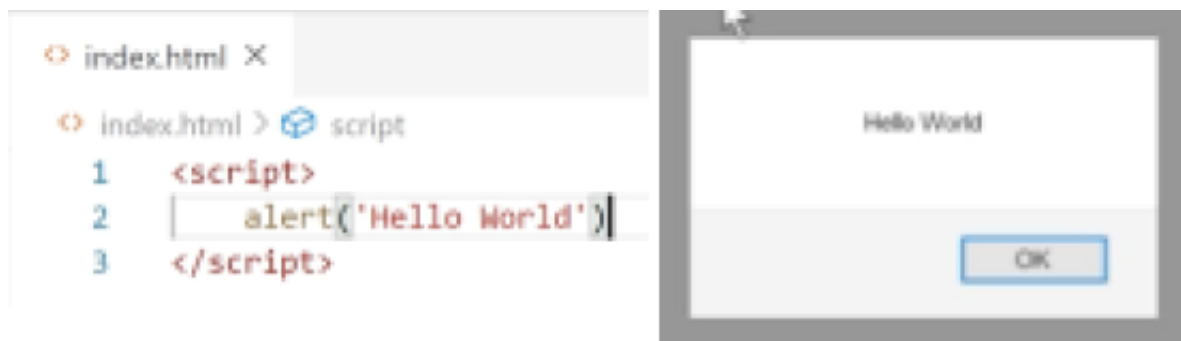 index.html ×
index.html > script
1 <script>
2 alert('Hello World')
3 </script>
Hello World
OK